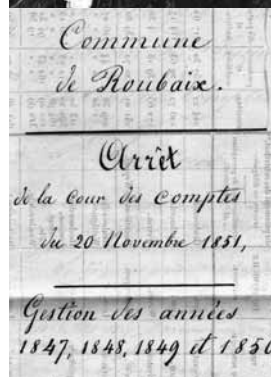 Commune
de Roubaix.
Arrêt
de la Cour des Comptes
du 20 Novembre 1851,
Gestion des années
1847, 1848, 1849 et 1850